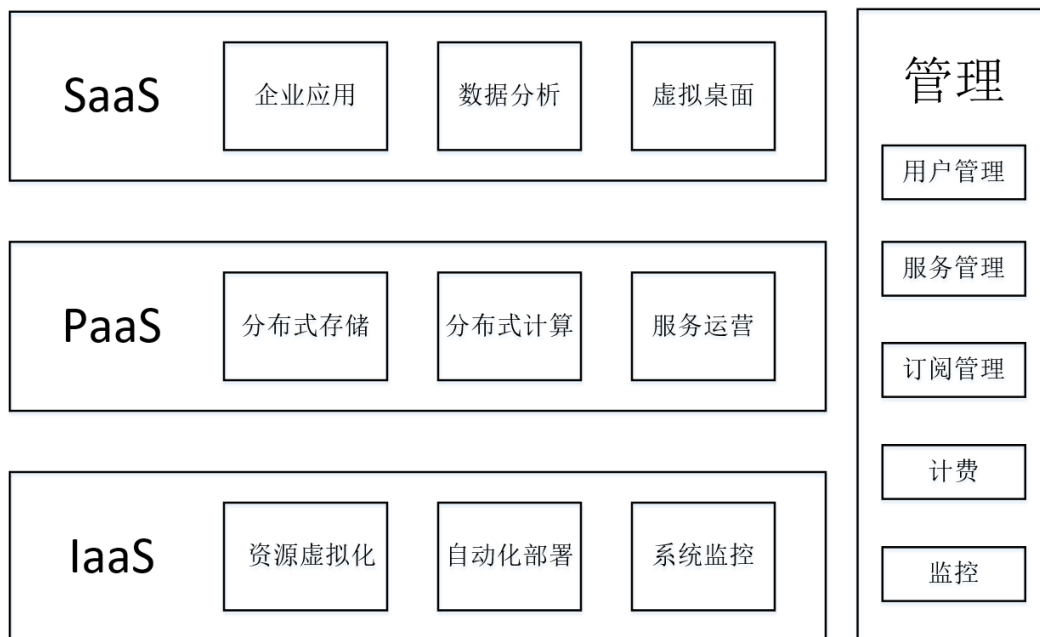 SaaS
企业应用
数据分析
虚拟桌面
PaaS
分布式存储
分布式计算
服务运营
IaaS
资源虚拟化
自动化部署
系统监控
管理
用户管理
服务管理
订阅管理
计费
监控